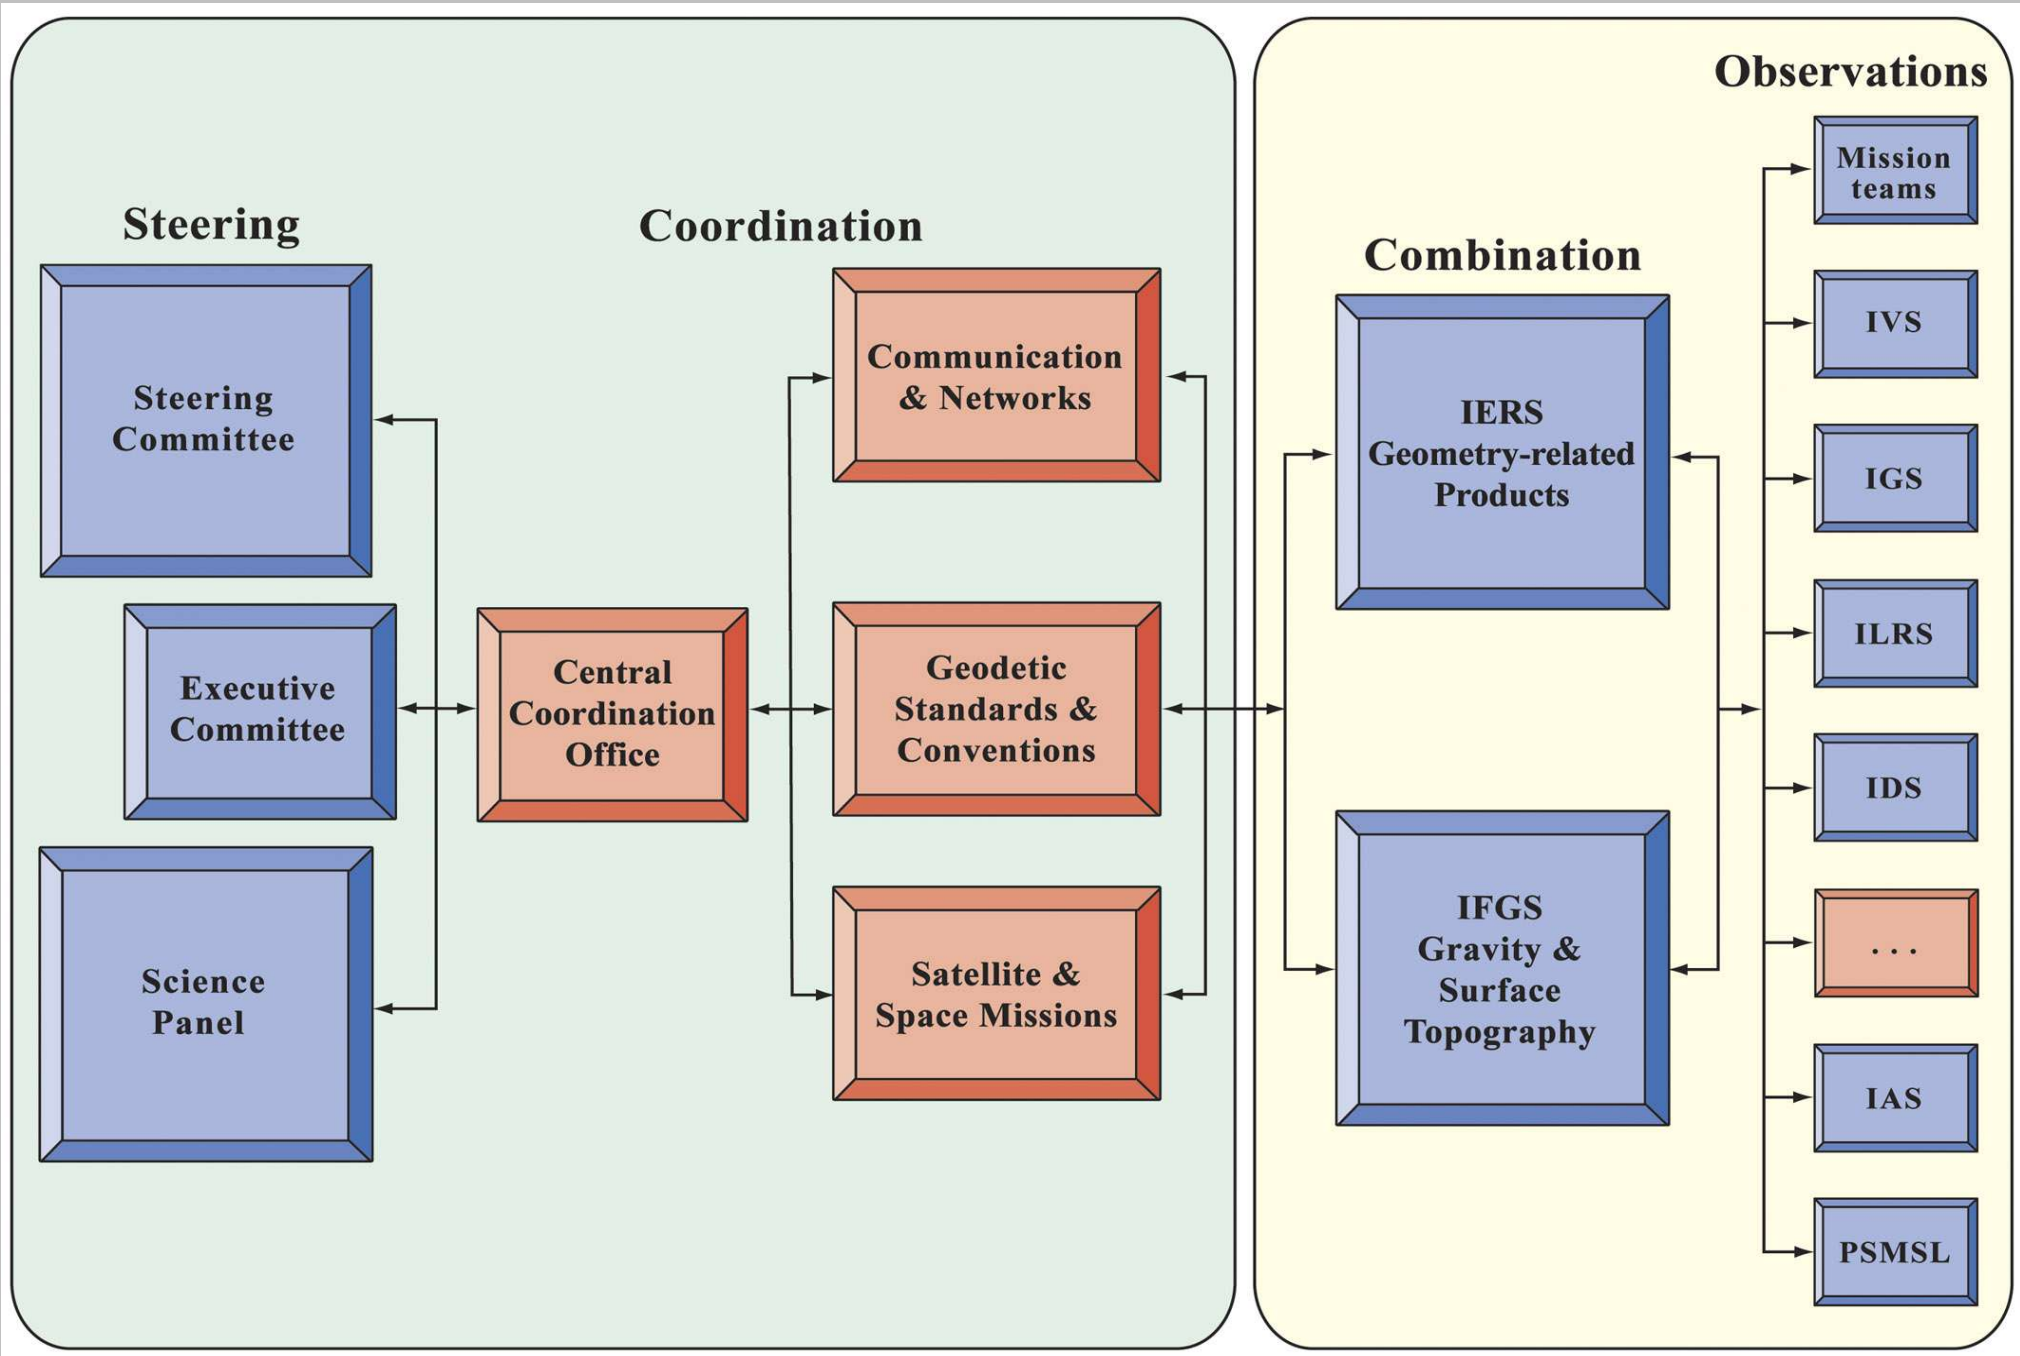 Steering
Steering
Committee
Executive
Committee
Science
Panel
Coordination
Central
Coordination
Office
Communication
& Networks
Geodetic
Standards &
Conventions
Satellite &
Space Missions
Combination
IERS
Geometry-related
Products
IFGS
Gravity &
Surface
Topography
Observations
Mission
teams
IVS
IGS
ILRS
IDS
...
IAS
PSMSL